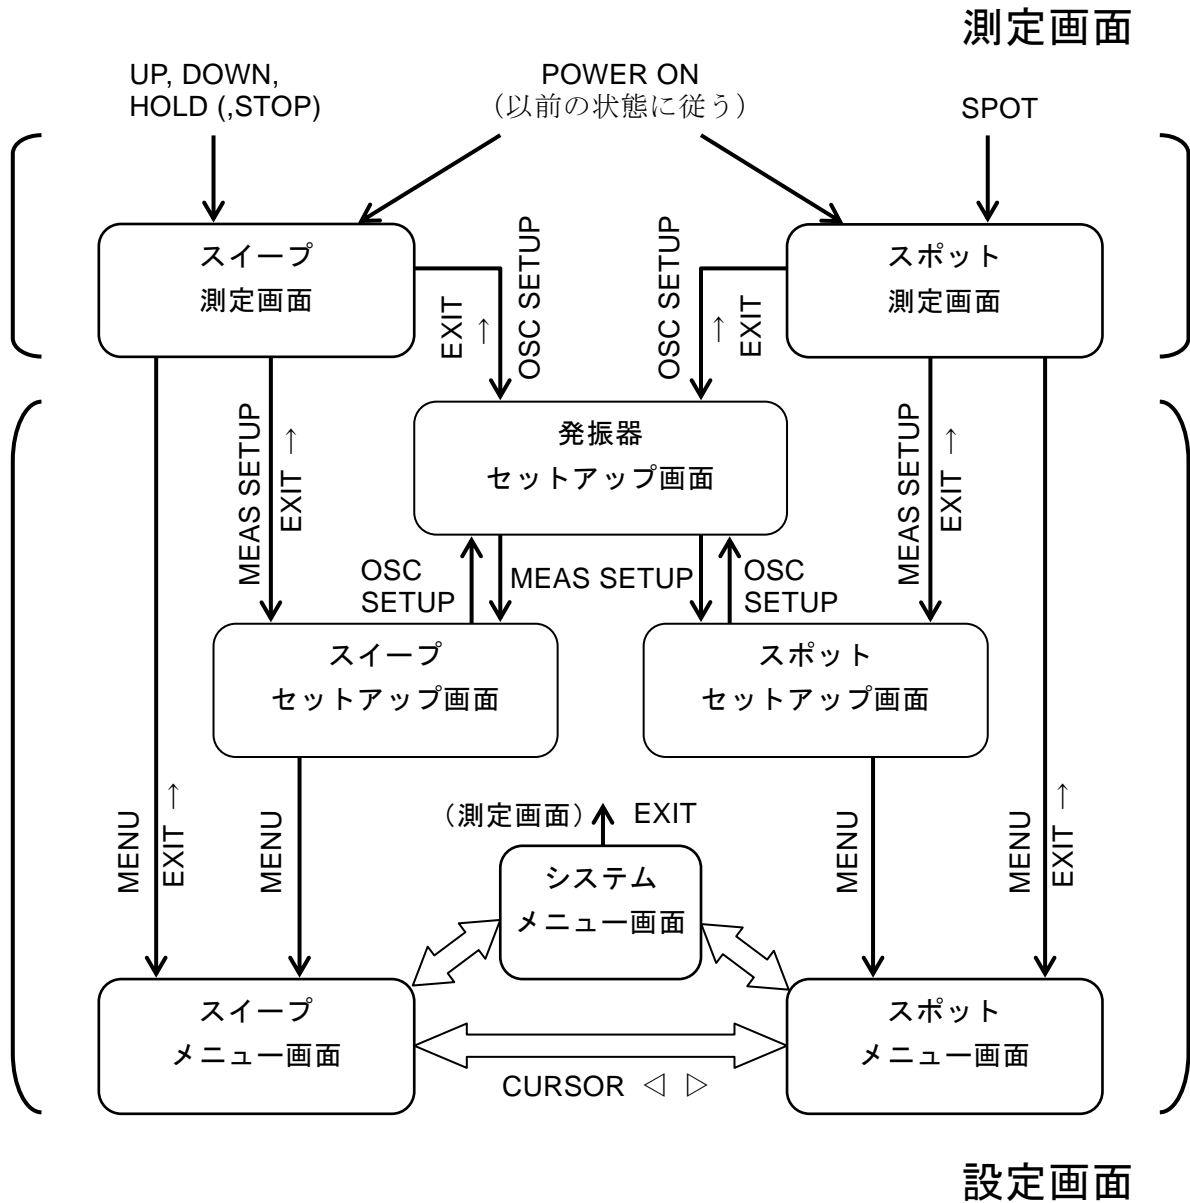 測定画面
UP, DOWN,
HOLD (,STOP)
POWER ON
（以前の状態に従う）
SPOT
スイープ
測定画面
EXIT →
OSC SETUP
OSC SETUP
→ EXIT
スポット
測定画面
発振器
セットアップ画面
MEAS SETUP
EXIT →
MEAS SETUP
EXIT →
OSC
SETUP
MEAS SETUP
OSC
SETUP
スイープ
セットアップ画面
スポット
セットアップ画面
MENU
EXIT →
MENU
（測定画面）
EXIT
MENU
MENU
EXIT →
システム
メニュー画面
スイープ
メニュー画面
スポット
メニュー画面
CURSOR ◁ ▷
設定画面